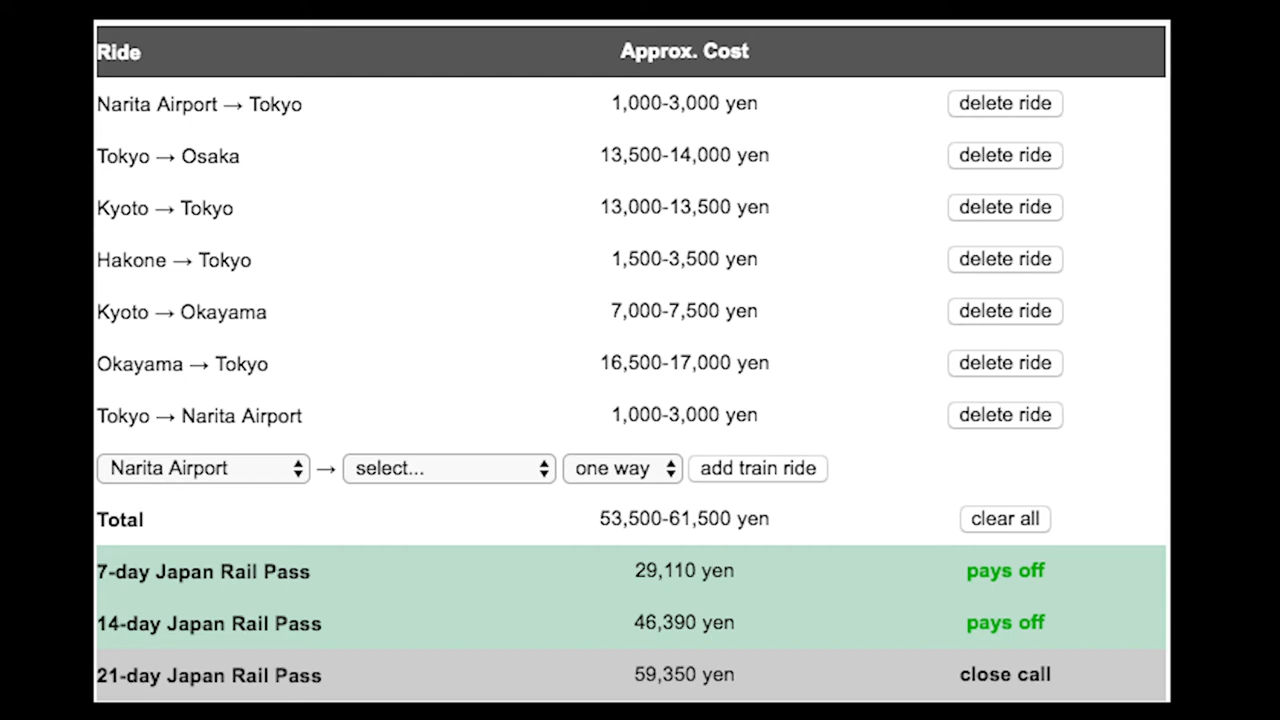 Ride Approx. Cost
Narita Airport → Tokyo 1,000-3,000 yen delete ride
Tokyo → Osaka 13,500-14,000 yen delete ride
Kyoto → Tokyo 13,000-13,500 yen delete ride
Hakone → Tokyo 1,500-3,500 yen delete ride
Kyoto → Okayama 7,000-7,500 yen delete ride
Okayama → Tokyo 16,500-17,000 yen delete ride
Tokyo → Narita Airport 1,000-3,000 yen delete ride
Narita Airport → select... one way add train ride
Total 53,500-61,500 yen clear all
7-day Japan Rail Pass 29,110 yen pays off
14-day Japan Rail Pass 46,390 yen pays off
21-day Japan Rail Pass 59,350 yen close call